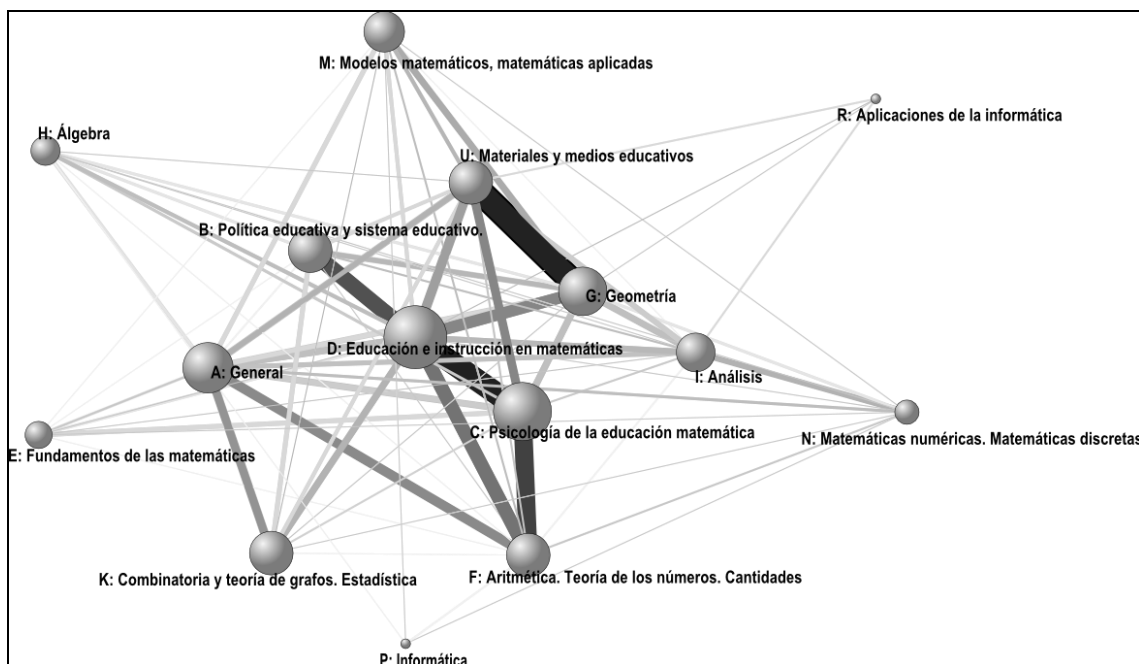 M: Modelos matemáticos, matemáticas aplicadas
R: Aplicaciones de la informática
H: Álgebra
U: Materiales y medios educativos
B: Política educativa y sistema educativo.
G: Geometría
D: Educación e instrucción en matemáticas
A: General
I: Análisis
C: Psicología de la educación matemática
N: Matemáticas numéricas. Matemáticas discretas
E: Fundamentos de las matemáticas
K: Combinatoria y teoría de grafos. Estadística
F: Aritmética. Teoría de los números. Cantidades
P: Informática